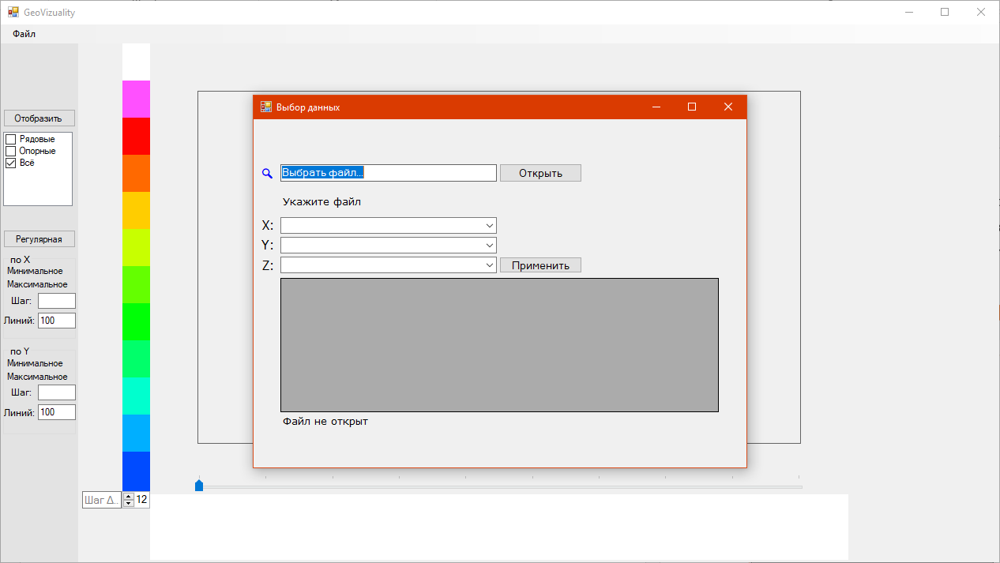 GeoVizuality
Файл
Отобразить
Рядовые
Опорные
Всё
Регулярная
по X
Минимальное
Максимальное
Шаг:
Линий: 100
по Y
Минимальное
Максимальное
Шаг:
Линий: 100
Шаг Д.. 12
Выбор данных
Выбрать файл... Открыть
Укажите файл
X:
Y:
Z: Применить
Файл не открыт